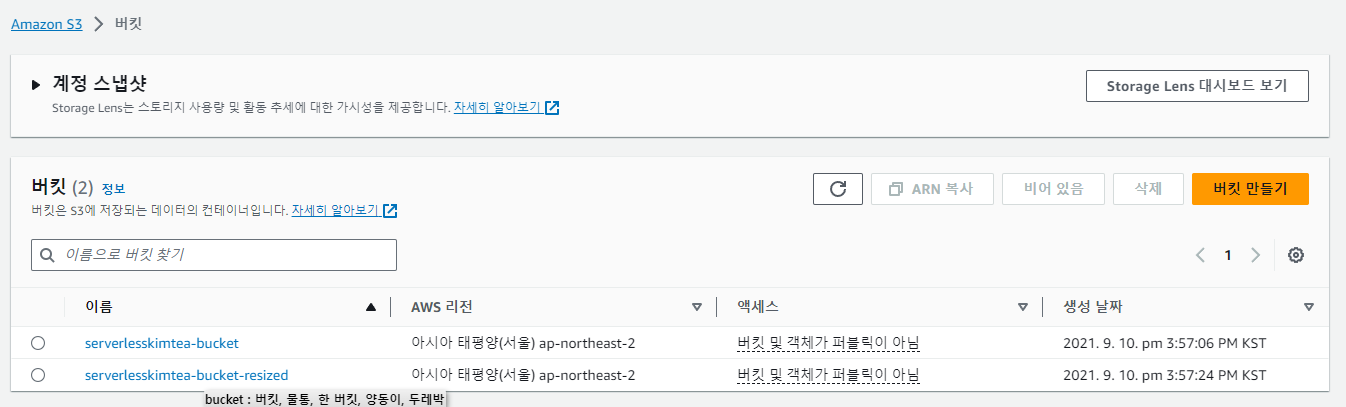 Amazon S3 > 버킷
계정 스냅샷
Storage Lens 대시보드 보기
Storage Lens는 스토리지 사용량 및 활동 추세에 대한 가시성을 제공합니다. 자세히 알아보기
버킷 (2) 정보
ARN 복사 비어 있음 삭제 버킷 만들기
버킷은 S3에 저장되는 데이터의 컨테이너입니다. 자세히 알아보기
이름으로 버킷 찾기
1
이름 AWS 리전 액세스 생성 날짜
serverlesskimtea-bucket 아시아 태평양(서울) ap-northeast-2 버킷 및 객체가 퍼블릭이 아님 2021. 9. 10. pm 3:57:06 PM KST
serverlesskimtea-bucket-resized 아시아 태평양(서울) ap-northeast-2 버킷 및 객체가 퍼블릭이 아님 2021. 9. 10. pm 3:57:24 PM KST
bucket : 버킷, 물통, 한 버킷, 양동이, 두레박